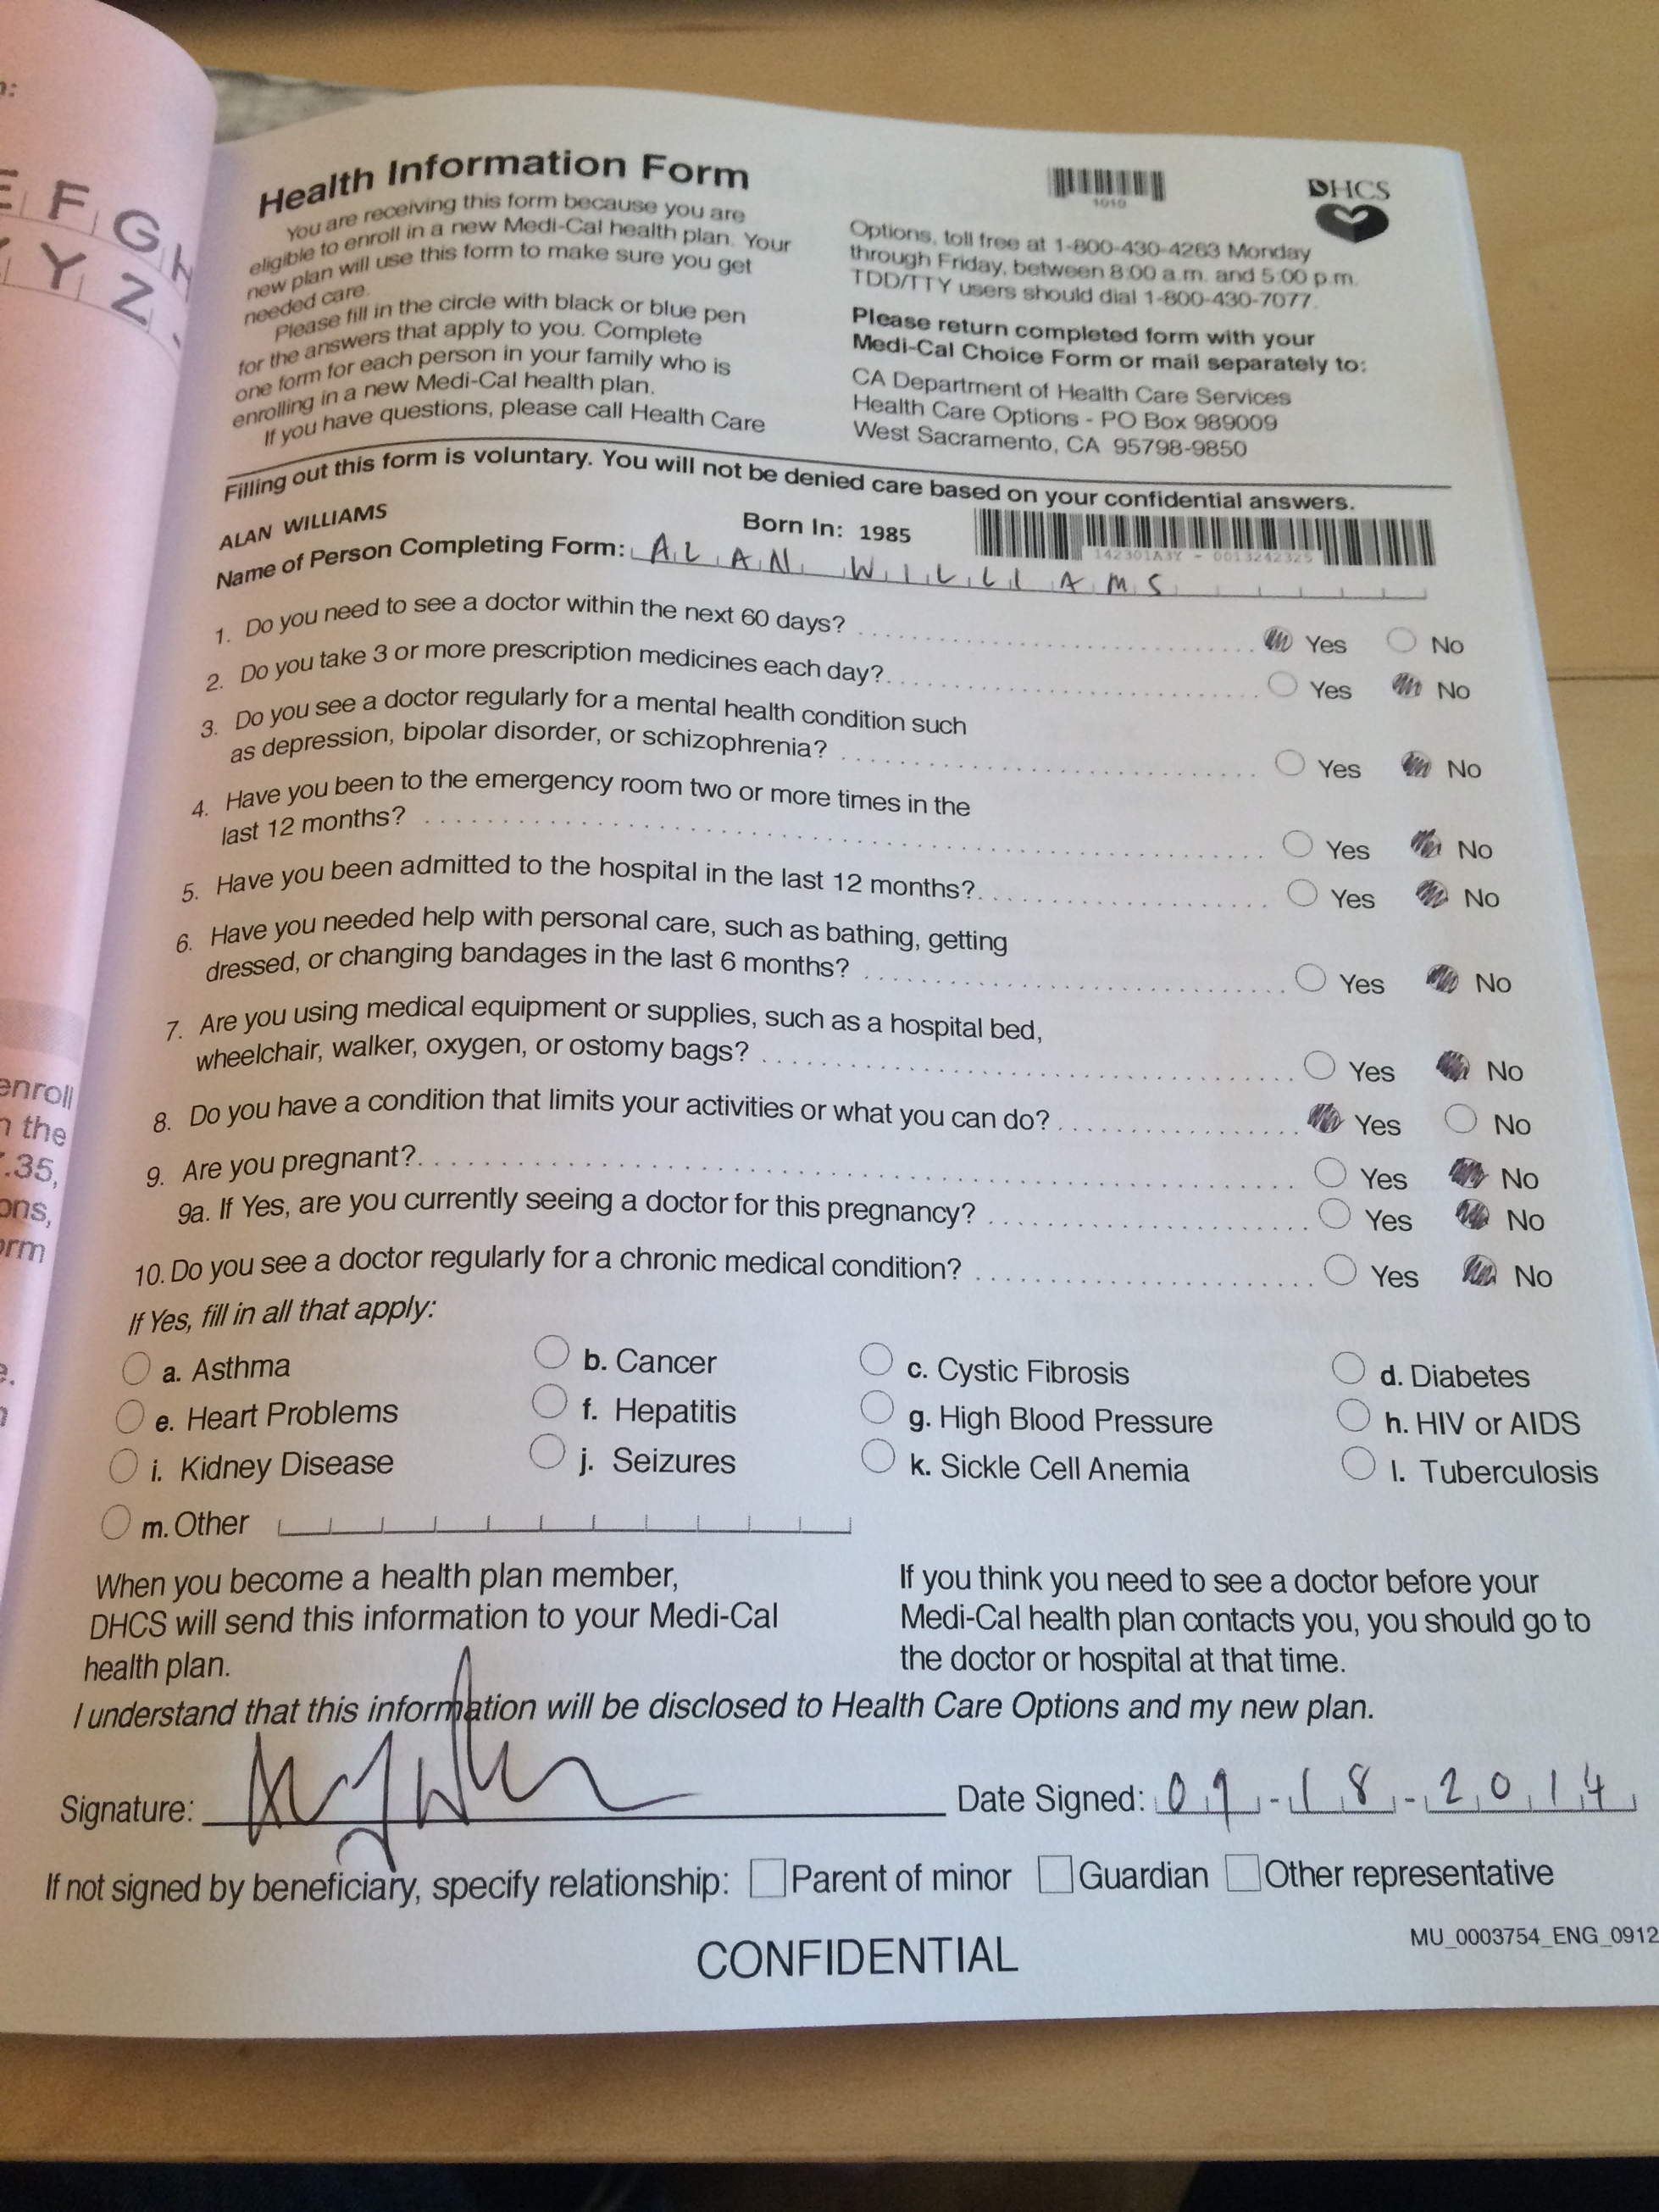 E F G H
Y Z
enroll
the
.35,
Health Information Form
1010
DHCS
You are receiving this form because you are
eligible to enroll in a new Medi-Cal health plan. Your
new plan will use this form to make sure you get
needed care.
Please fill in the circle with black or blue pen
for the answers that apply to you. Complete
one form for each person in your family who is
enrolling in a new Medi-Cal health plan.
If you have questions, please call Health Care
Options, toll free at 1-800-430-4263 Monday
through Friday, between 8:00 a.m. and 5:00 p.m.
TDD/TTY users should dial 1-800-430-7077.
Please return completed form with your
Medi-Cal Choice Form or mail separately to:
CA Department of Health Care Services
Health Care Options - PO Box 989009
West Sacramento, CA 95798-9850
Filling out this form is voluntary. You will not be denied care based on your confidential answers.
ALAN WILLIAMS Born In: 1985
142301A3Y - 0013242325
Name of Person Completing Form: ALAN WILLIAMS
1. Do you need to see a doctor within the next 60 days? Yes No
2. Do you take 3 or more prescription medicines each day? Yes No
3. Do you see a doctor regularly for a mental health condition such
as depression, bipolar disorder, or schizophrenia? Yes No
4. Have you been to the emergency room two or more times in the
last 12 months? Yes No
5. Have you been admitted to the hospital in the last 12 months? Yes No
6. Have you needed help with personal care, such as bathing, getting
dressed, or changing bandages in the last 6 months? Yes No
7. Are you using medical equipment or supplies, such as a hospital bed,
wheelchair, walker, oxygen, or ostomy bags? Yes No
8. Do you have a condition that limits your activities or what you can do? Yes No
9. Are you pregnant? Yes No
9a. If Yes, are you currently seeing a doctor for this pregnancy? Yes No
10. Do you see a doctor regularly for a chronic medical condition? Yes No
If Yes, fill in all that apply:
a. Asthma b. Cancer c. Cystic Fibrosis d. Diabetes
e. Heart Problems f. Hepatitis g. High Blood Pressure h. HIV or AIDS
i. Kidney Disease j. Seizures k. Sickle Cell Anemia l. Tuberculosis
m. Other
When you become a health plan member,
DHCS will send this information to your Medi-Cal
health plan.
If you think you need to see a doctor before your
Medi-Cal health plan contacts you, you should go to
the doctor or hospital at that time.
I understand that this information will be disclosed to Health Care Options and my new plan.
Signature: Date Signed: 09-18-2014
If not signed by beneficiary, specify relationship: Parent of minor Guardian Other representative
MU_0003754_ENG_0912
CONFIDENTIAL